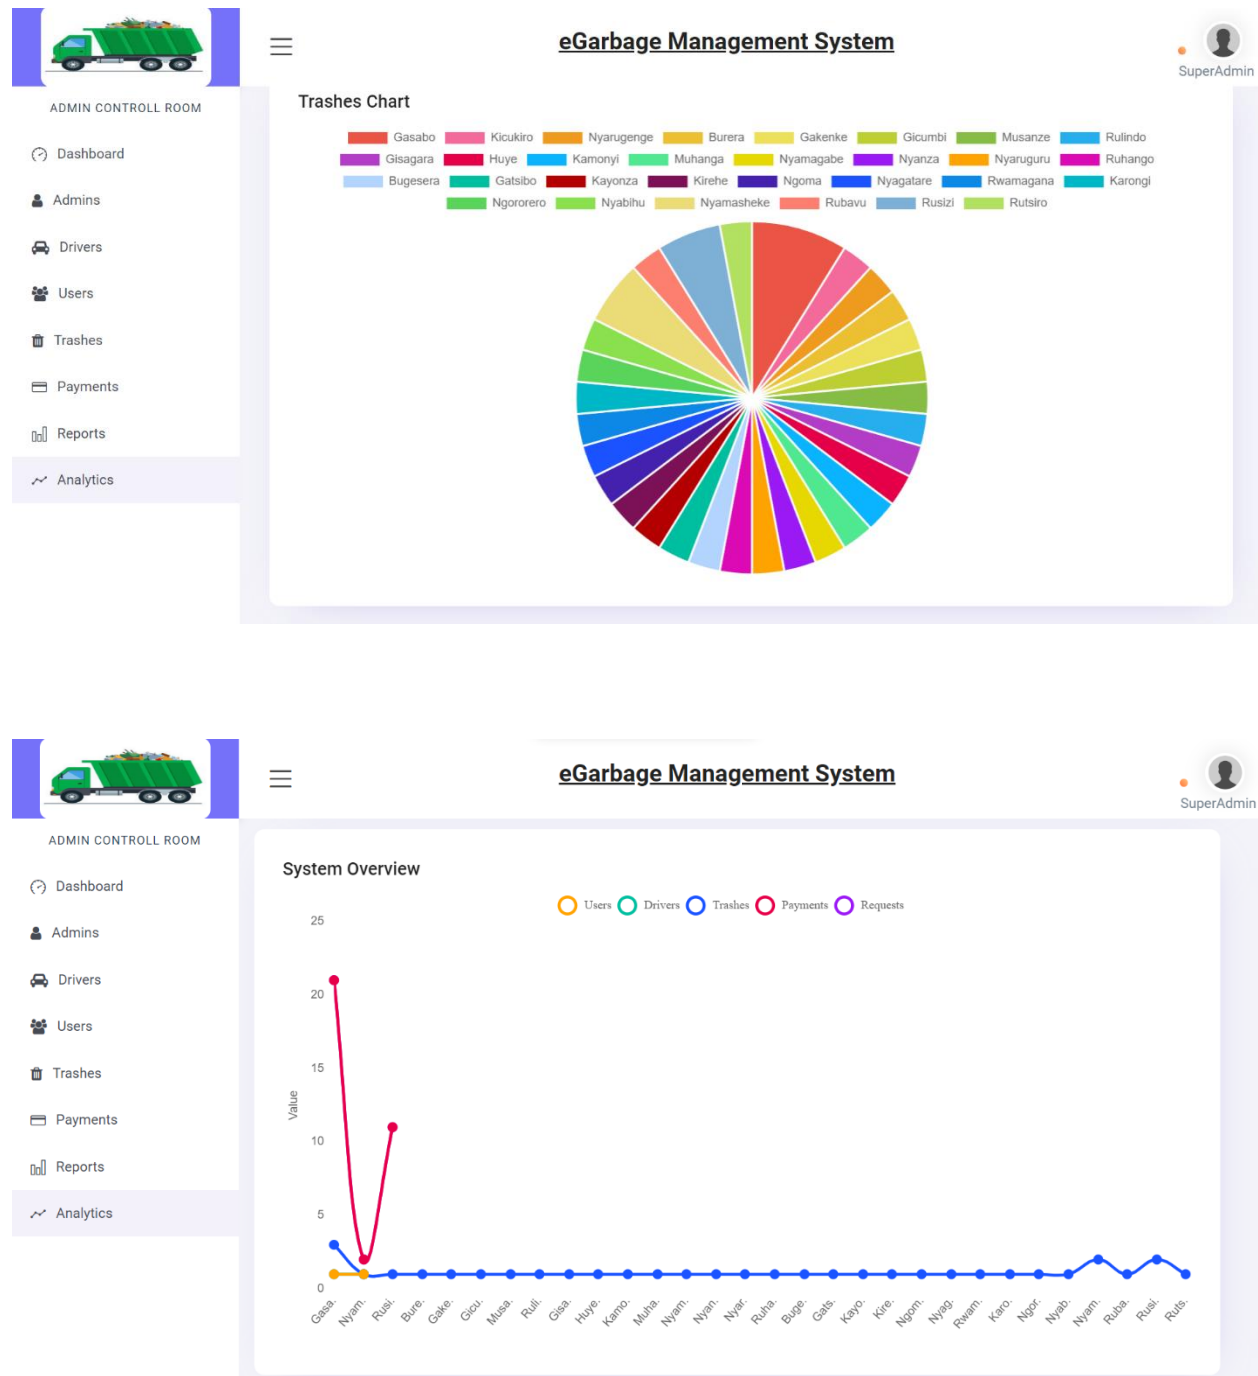 eGarbage Management System
SuperAdmin
ADMIN CONTROLL ROOM
Dashboard
Admins
Drivers
Users
Trashes
Payments
Reports
Analytics
Trashes Chart
Gasabo Kicukiro Nyarugenge Burera Gakenke Gicumbi Musanze Rulindo
Gisagara Huye Kamonyi Muhanga Nyamagabe Nyanza Nyaruguru Ruhango
Bugesera Gatsibo Kayonza Kirehe Ngoma Nyagatare Rwamagana Karongi
Ngororero Nyabihu Nyamasheke Rubavu Rusizi Rutsiro
eGarbage Management System
SuperAdmin
ADMIN CONTROLL ROOM
Dashboard
Admins
Drivers
Users
Trashes
Payments
Reports
Analytics
System Overview
Users Drivers Trashes Payments Requests
25
20
15
10
5
0
Value
Gasa. Nyam. Rusi. Bure. Gake. Gicu. Musa. Ruli. Gisa. Huye. Kamo. Muha. Nyam. Nyan. Nyar. Ruha. Buge. Gats. Kayo. Kire. Ngom. Nyag. Rwam. Karo. Ngor. Nyab. Nyam. Ruba. Rusi. Ruts.